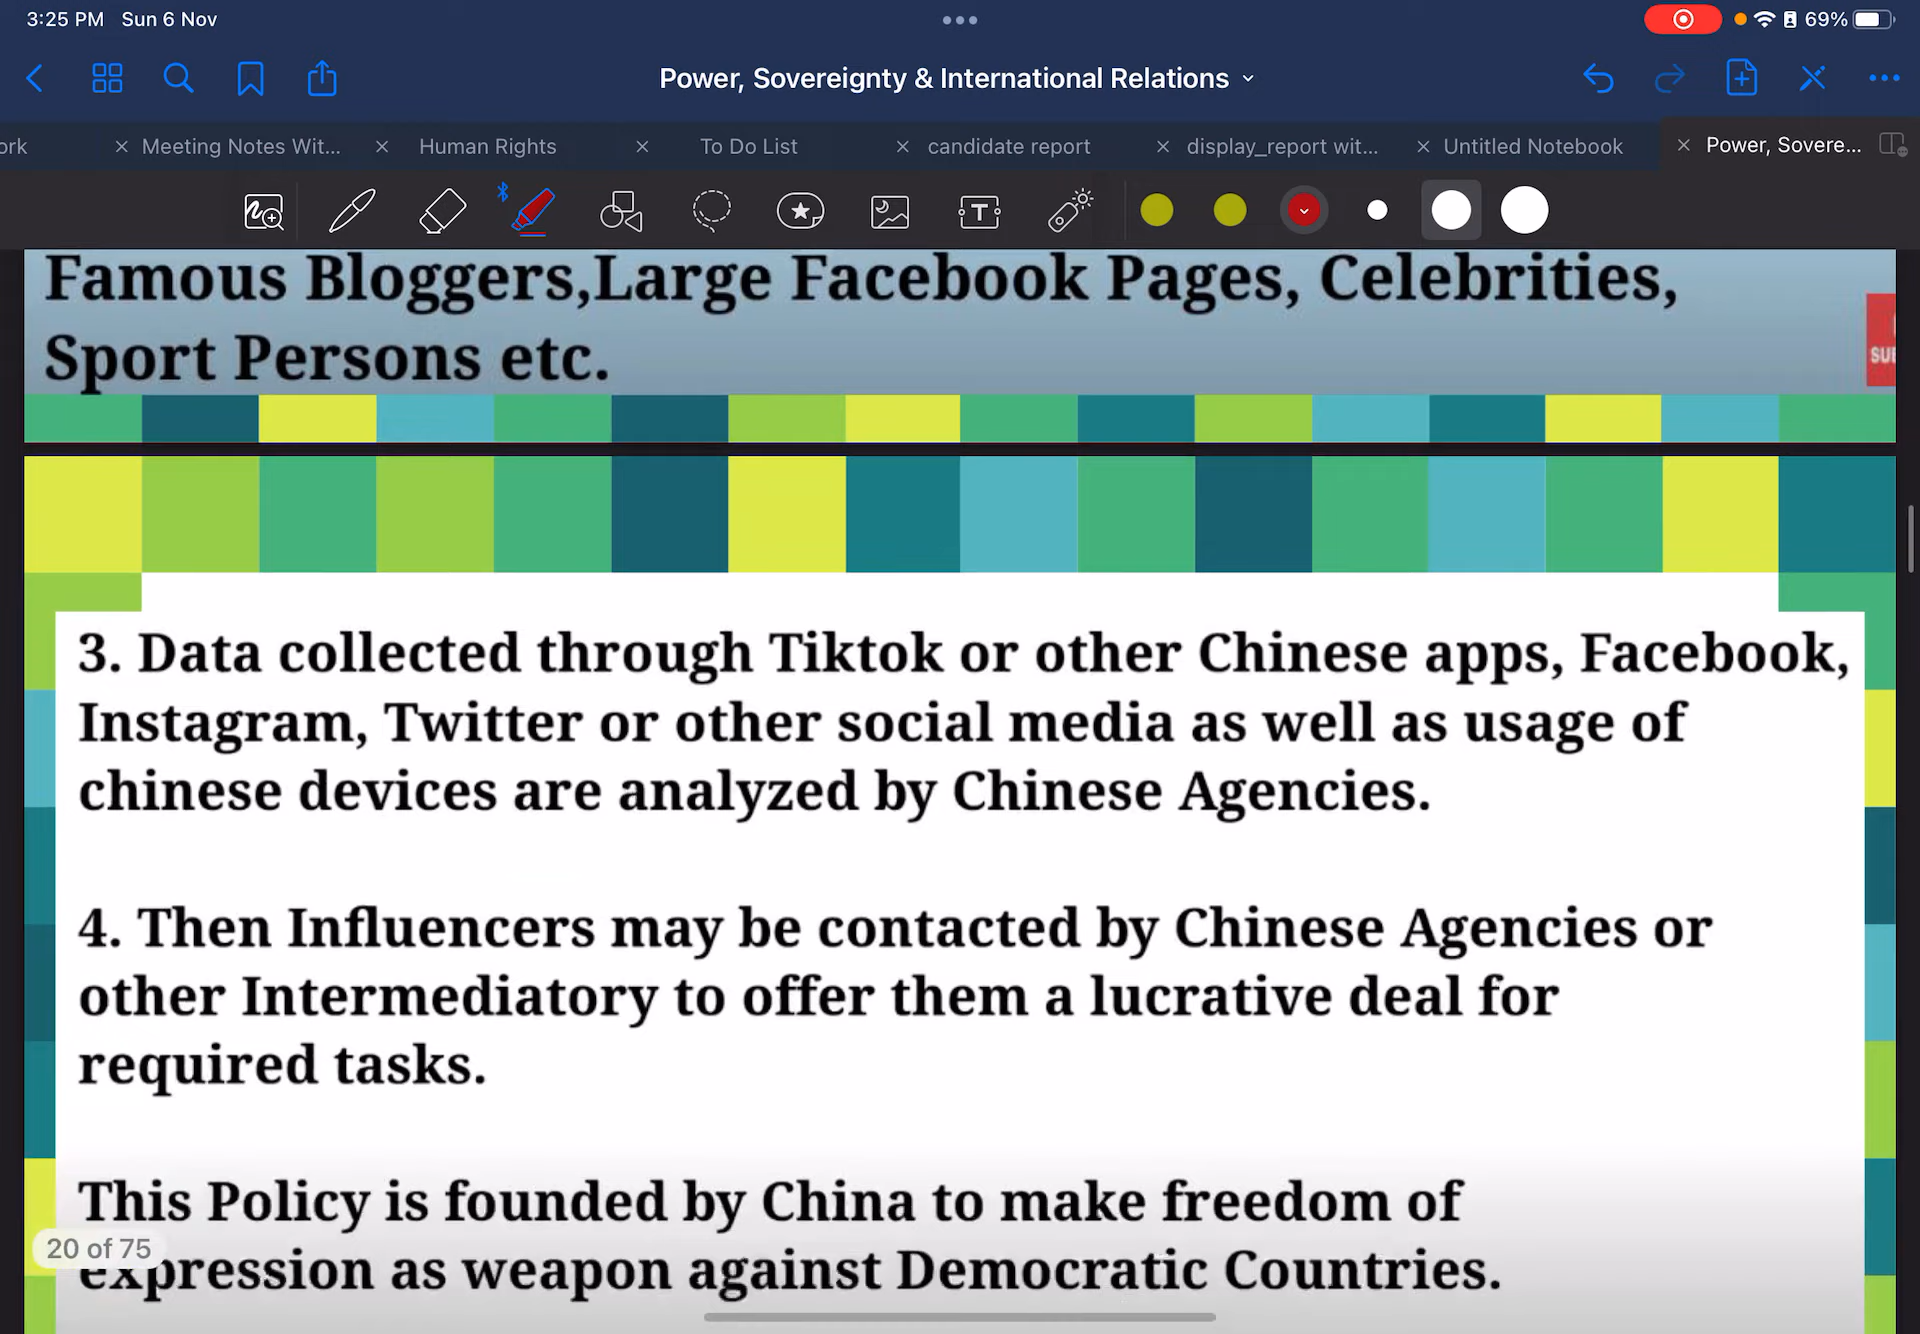 3:25 PM Sun 6 Nov
69%
Power, Sovereignty & International Relations
ork
Meeting Notes Wit...
Human Rights
To Do List
candidate report
display_report wit...
Untitled Notebook
Power, Sovere...
T
Famous Bloggers,Large Facebook Pages, Celebrities,
Sport Persons etc.
SUB
3. Data collected through Tiktok or other Chinese apps, Facebook,
Instagram, Twitter or other social media as well as usage of
chinese devices are analyzed by Chinese Agencies.
4. Then Influencers may be contacted by Chinese Agencies or
other Intermediatory to offer them a lucrative deal for
required tasks.
This Policy is founded by China to make freedom of
expression as weapon against Democratic Countries.
20 of 75